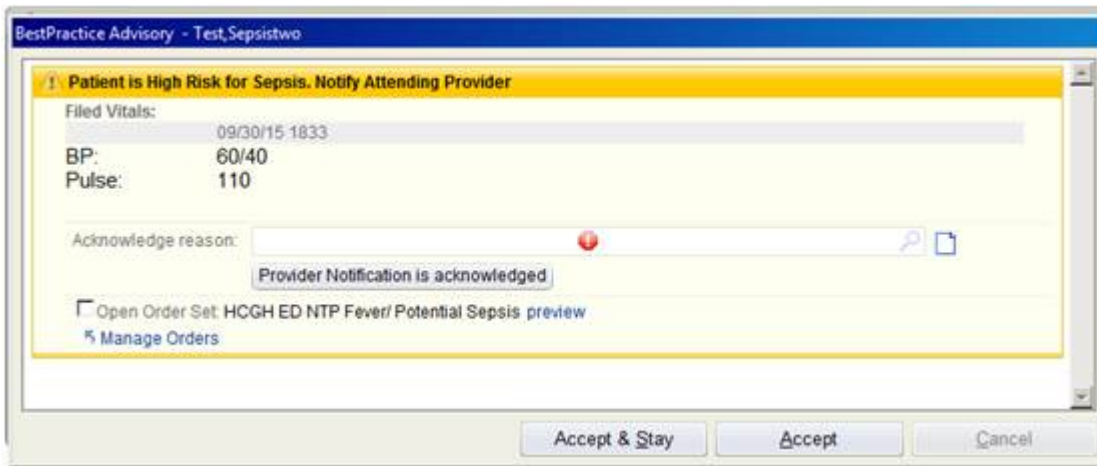 BestPractice Advisory - Test,Sepsistwo
Patient is High Risk for Sepsis. Notify Attending Provider
Filed Vitals:
09/30/15 1833
BP: 60/40
Pulse: 110
Acknowledge reason:
Provider Notification is acknowledged
Open Order Set: HCGH ED NTP Fever/ Potential Sepsis preview
Manage Orders
Accept & Stay Accept Cancel